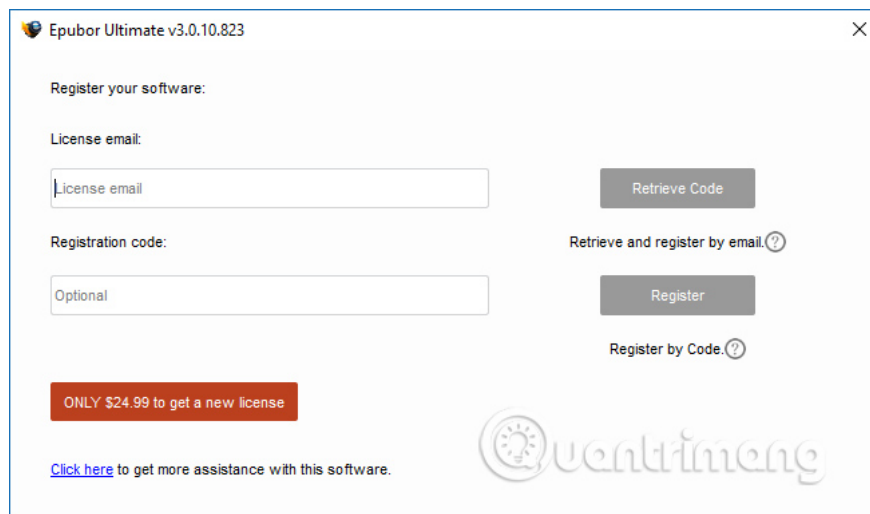 Epubor Ultimate v3.0.10.823
Register your software:
License email:
License email
Retrieve Code
Registration code:
Retrieve and register by email.?
Optional
Register
Register by Code.?
ONLY $24.99 to get a new license
Click here to get more assistance with this software.
Quantrimang